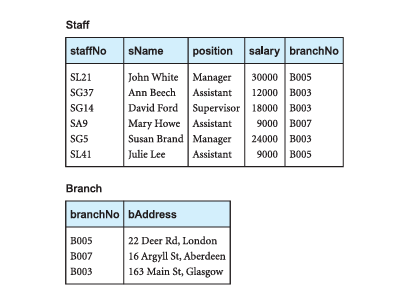 Staff
staffNo sName position salary branchNo
SL21 John White Manager 30000 B005
SG37 Ann Beech Assistant 12000 B003
SG14 David Ford Supervisor 18000 B003
SA9 Mary Howe Assistant 9000 B007
SG5 Susan Brand Manager 24000 B003
SL41 Julie Lee Assistant 9000 B005
Branch
branchNo bAddress
B005 22 Deer Rd, London
B007 16 Argyll St, Aberdeen
B003 163 Main St, Glasgow